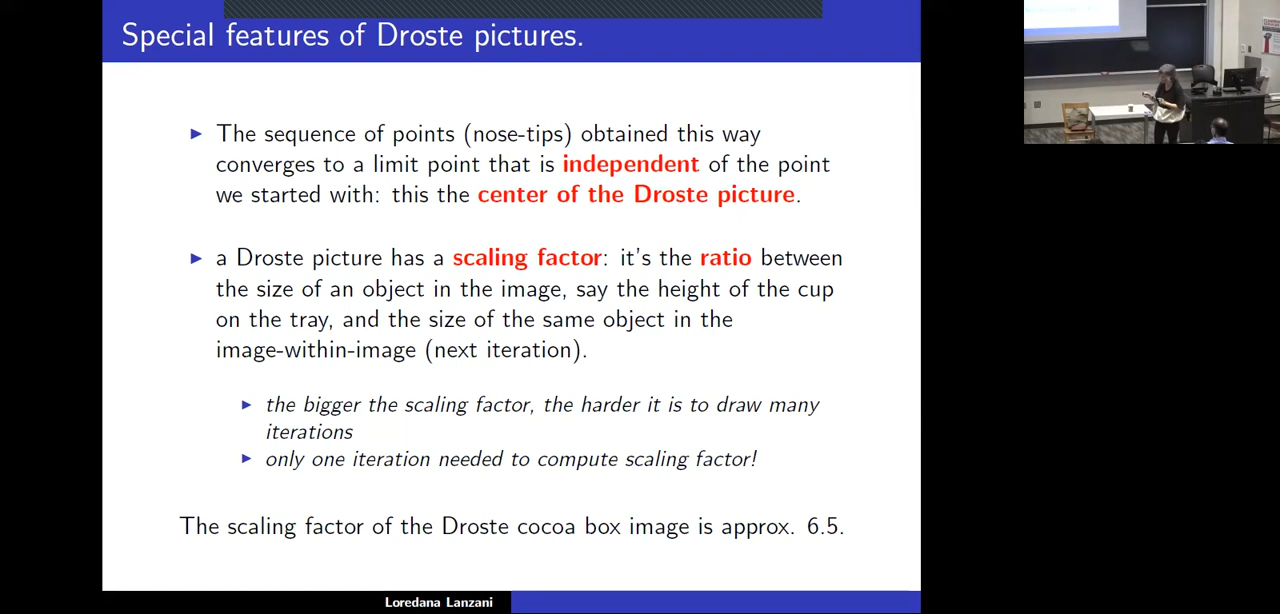 Special features of Droste pictures.
The sequence of points (nose-tips) obtained this way
converges to a limit point that is independent of the point
we started with: this the center of the Droste picture.
a Droste picture has a scaling factor: it's the ratio between
the size of an object in the image, say the height of the cup
on the tray, and the size of the same object in the
image-within-image (next iteration).
the bigger the scaling factor, the harder it is to draw many
iterations
only one iteration needed to compute scaling factor!
The scaling factor of the Droste cocoa box image is approx. 6.5.
Loredana Lanzani